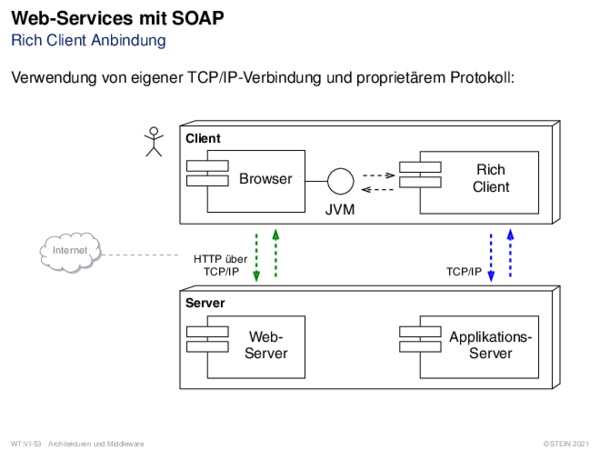 Web-Services mit SOAP
Rich Client Anbindung
Verwendung von eigener TCP/IP-Verbindung und proprietärem Protokoll:
Client
Browser
JVM
Rich
Client
Internet
HTTP über
TCP/IP
TCP/IP
Server
Web-
Server
Applikations-
Server
WT:VI-53 Architekturen und Middleware
©STEIN 2021